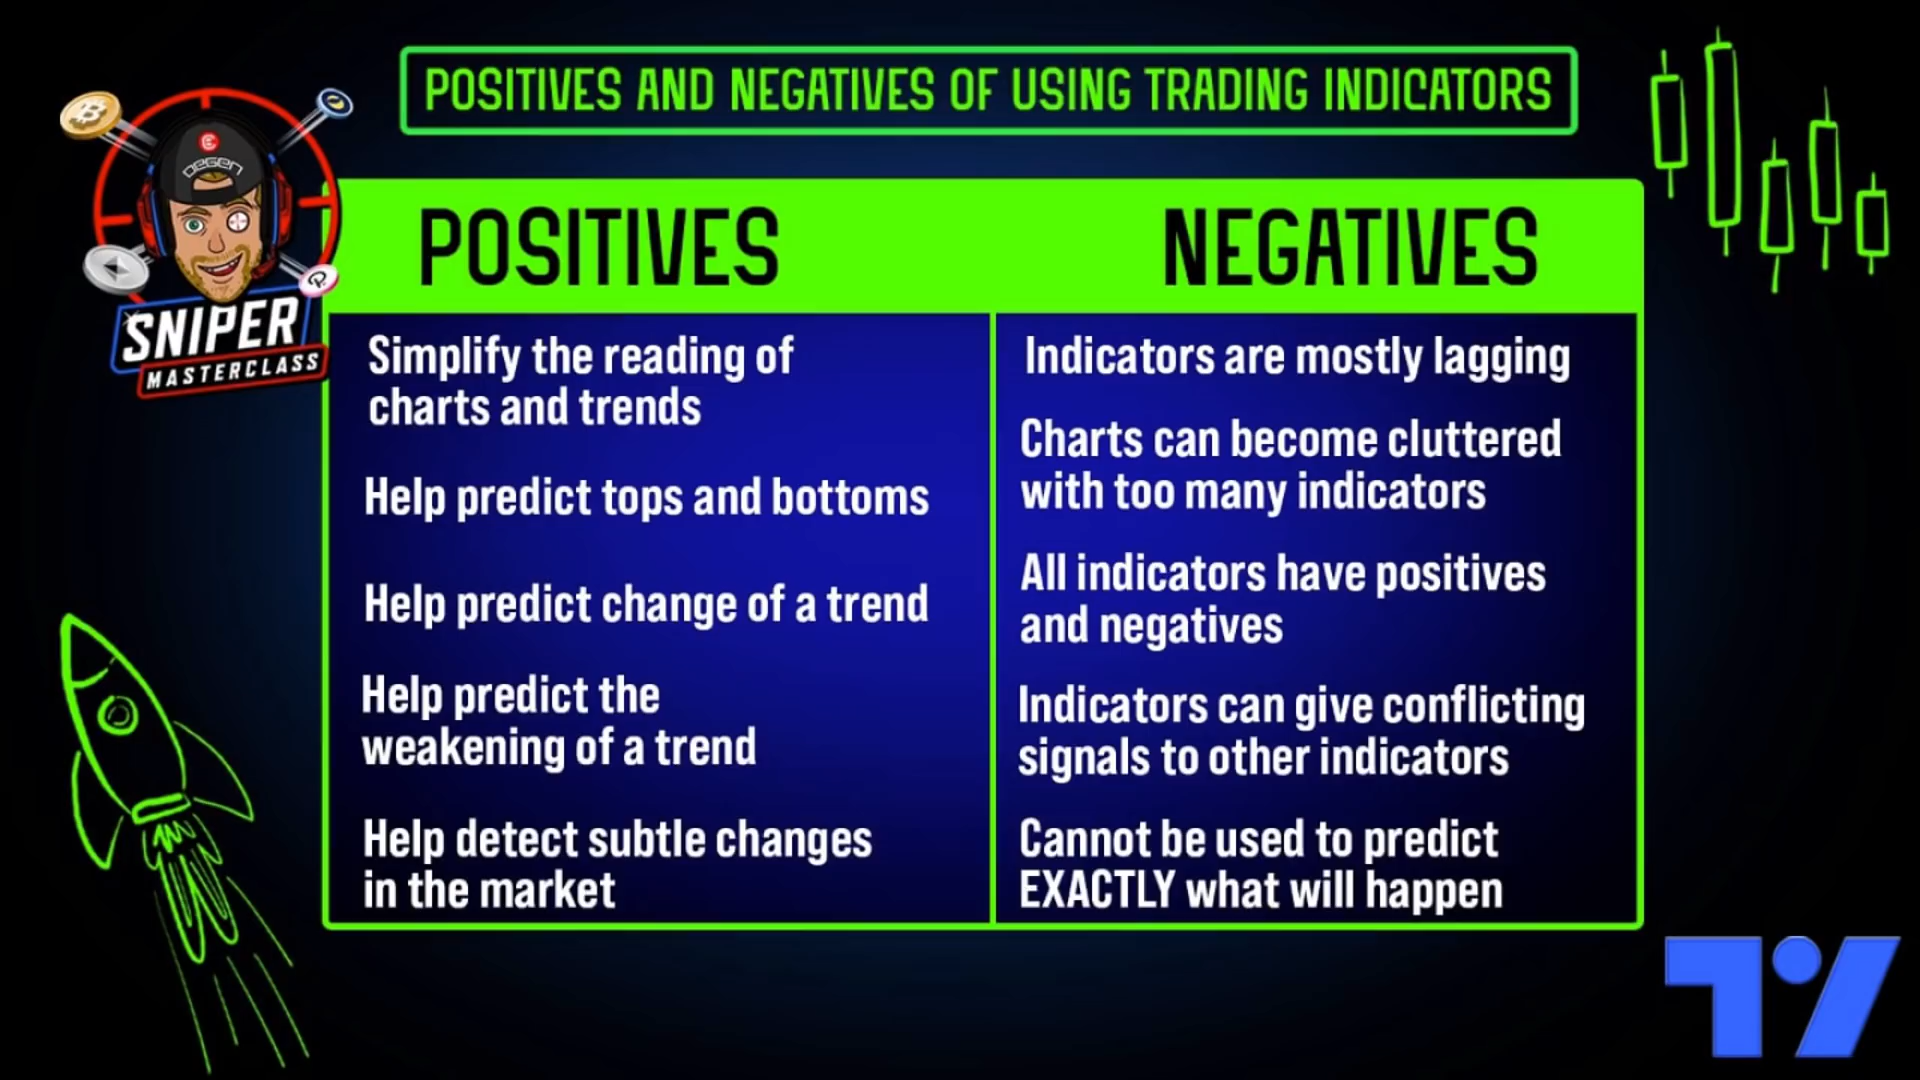 POSITIVES AND NEGATIVES OF USING TRADING INDICATORS
DEGEN
SNIPER
MASTERCLASS
POSITIVES
Simplify the reading of
charts and trends
Help predict tops and bottoms
Help predict change of a trend
Help predict the
weakening of a trend
Help detect subtle changes
in the market
NEGATIVES
Indicators are mostly lagging
Charts can become cluttered
with too many indicators
All indicators have positives
and negatives
Indicators can give conflicting
signals to other indicators
Cannot be used to predict
EXACTLY what will happen